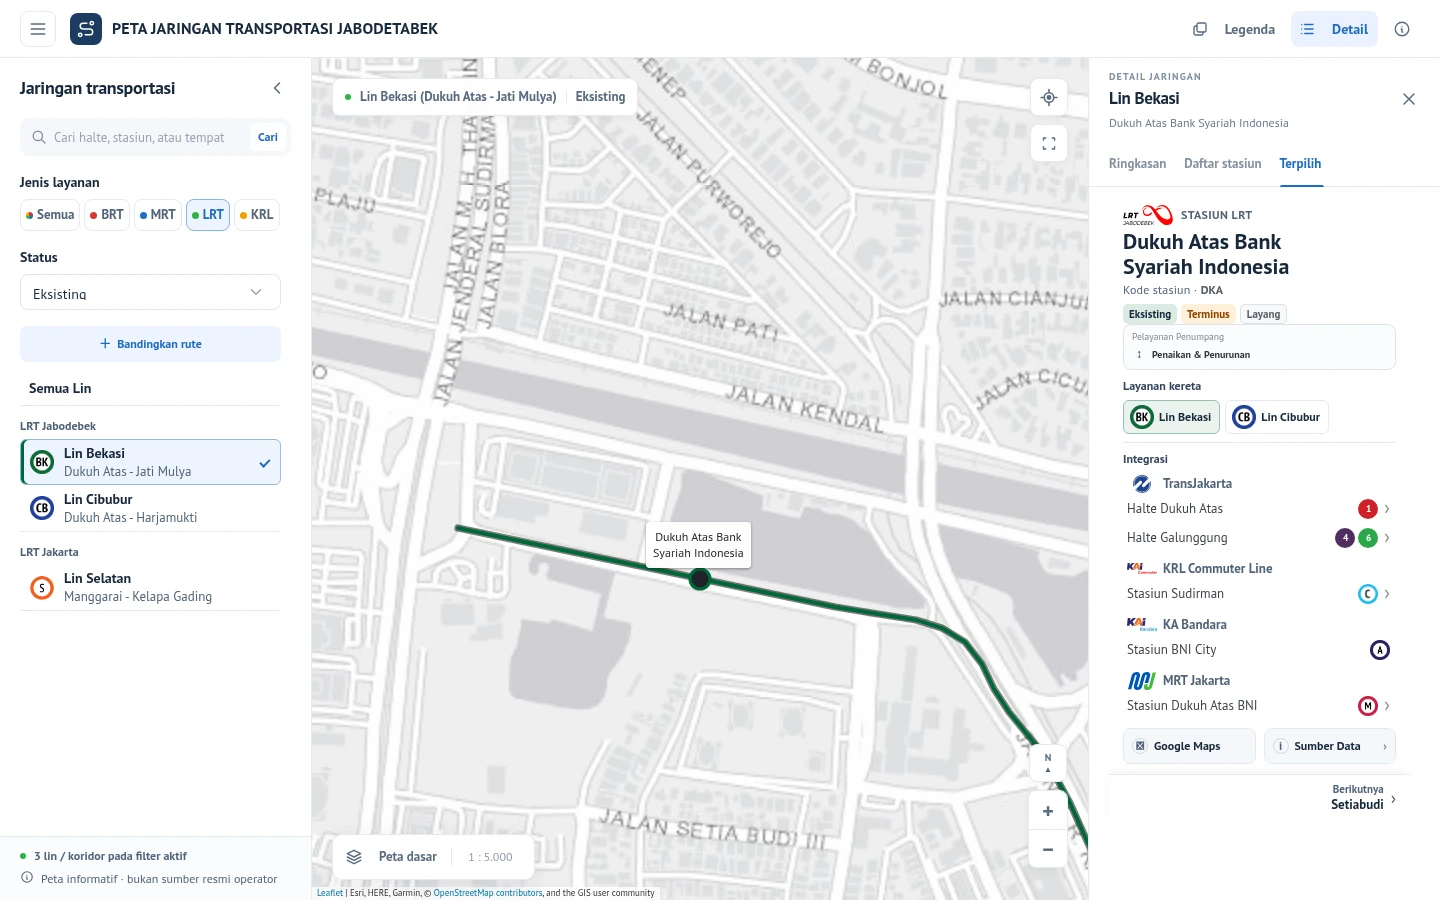 PETA JARINGAN TRANSPORTASI JABODETABEK
Legenda
Detail
Jaringan transportasi
Cari halte, stasiun, atau tempat
Cari
Jenis layanan
Semua
BRT
MRT
LRT
KRL
Status
Eksisting
+ Bandingkan rute
Semua Lin
LRT Jabodebek
BK
Lin Bekasi
Dukuh Atas - Jati Mulya
CB
Lin Cibubur
Dukuh Atas - Harjamukti
LRT Jakarta
S
Lin Selatan
Manggarai - Kelapa Gading
3 lin / koridor pada filter aktif
Peta informatif · bukan sumber resmi operator
Lin Bekasi (Dukuh Atas - Jati Mulya)
Eksisting
BONJOL
JALAN PURWOREJO
PLAJU
JALAN BLORA
JALAN JENDERAL SUDIRMA
JALAN M. H. THA
JALAN CIANJUR
JALAN PATI
JALAN KENDAL
Dukuh Atas Bank
Syariah Indonesia
JALAN SETIA BUDI III
N
+
−
Peta dasar
1 : 5.000
Leaflet | Esri, HERE, Garmin, © OpenStreetMap contributors, and the GIS user community
DETAIL JARINGAN
Lin Bekasi
Dukuh Atas Bank Syariah Indonesia
Ringkasan
Daftar stasiun
Terpilih
LRT JABODEBEK
STASIUN LRT
Dukuh Atas Bank
Syariah Indonesia
Kode stasiun · DKA
Eksisting
Terminus
Layang
Pelayanan Penumpang
↕ Penaikan & Penurunan
Layanan kereta
BK Lin Bekasi
CB Lin Cibubur
Integrasi
TransJakarta
Halte Dukuh Atas 1 ›
Halte Galunggung 4 6 ›
KAI Commuter KRL Commuter Line
Stasiun Sudirman C ›
KAI Bandara KA Bandara
Stasiun BNI City A
MRT Jakarta
Stasiun Dukuh Atas BNI M ›
Google Maps
i Sumber Data ›
Berikutnya
Setiabudi ›